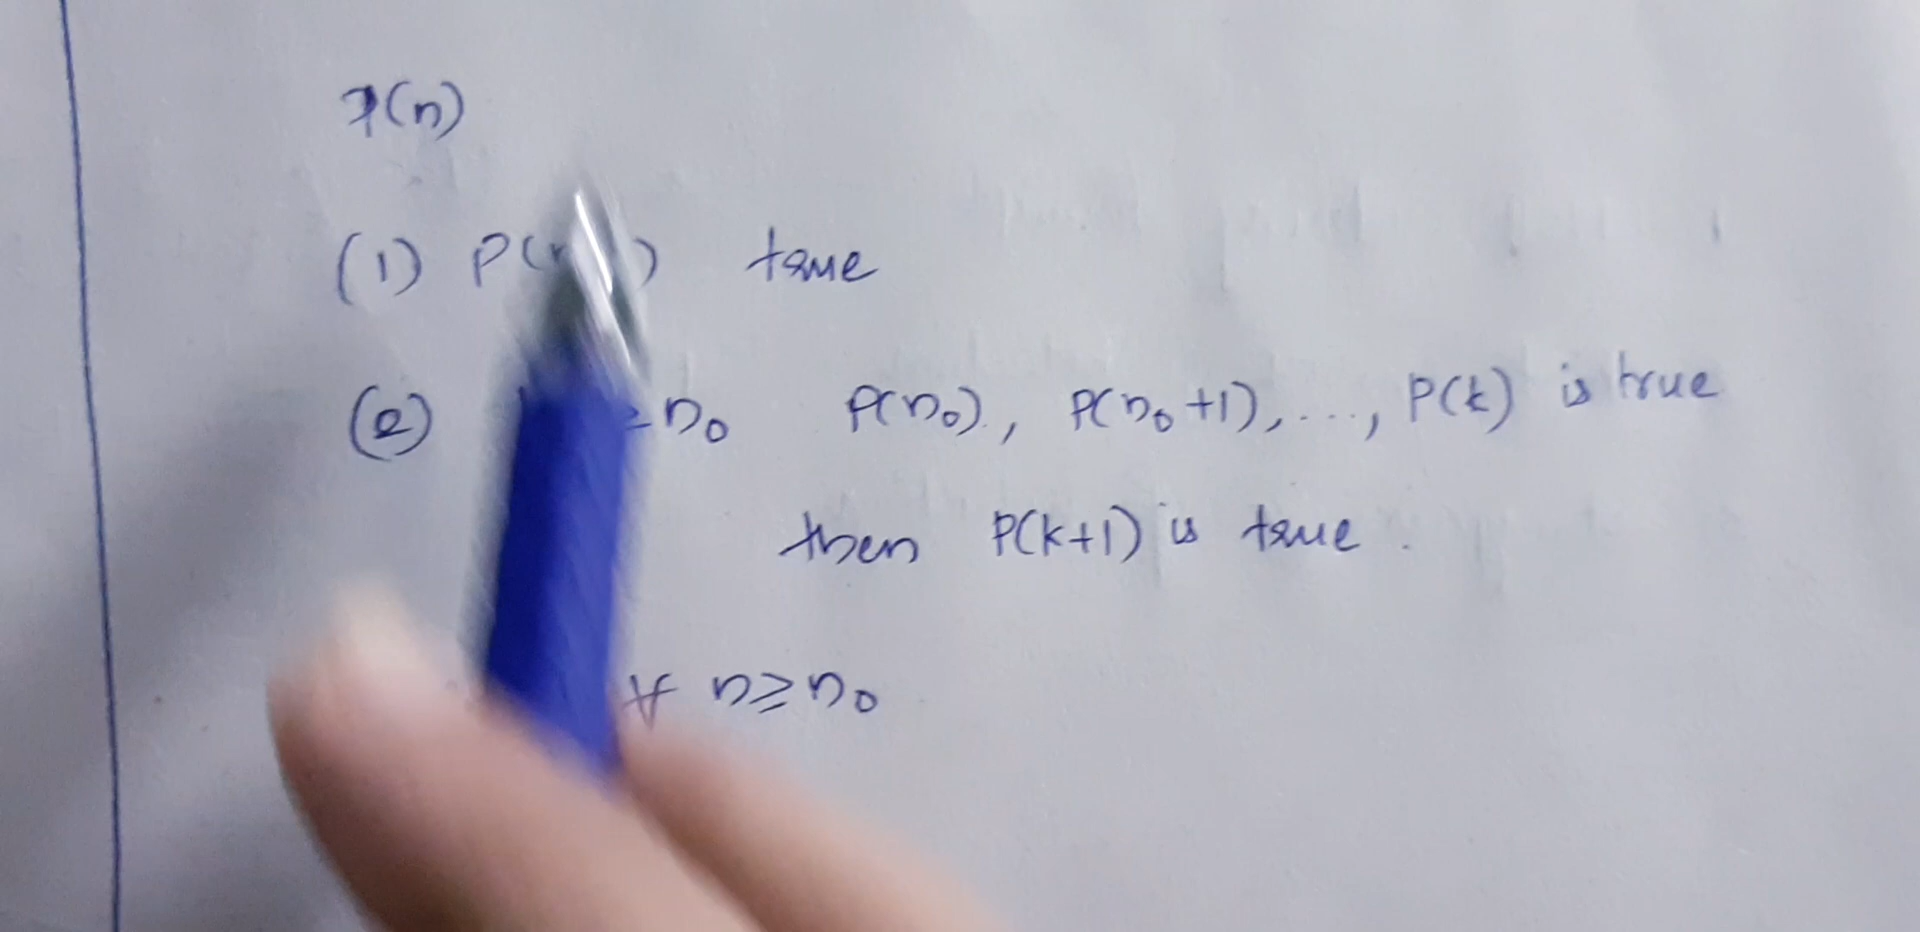 P(n)
(1) P( ) true
(2) n₀ P(n₀), P(n₀+1), ...., P(k) is true
then P(k+1) is true.
∀ n ≥ n₀